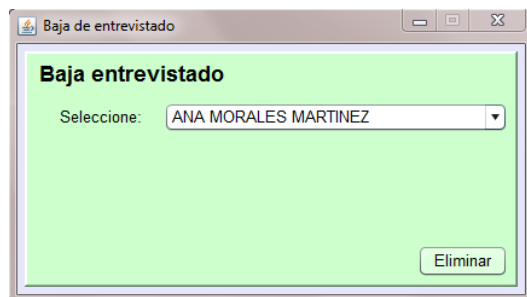 Baja de entrevistado
Baja entrevistado
Seleccione: ANA MORALES MARTINEZ
Eliminar